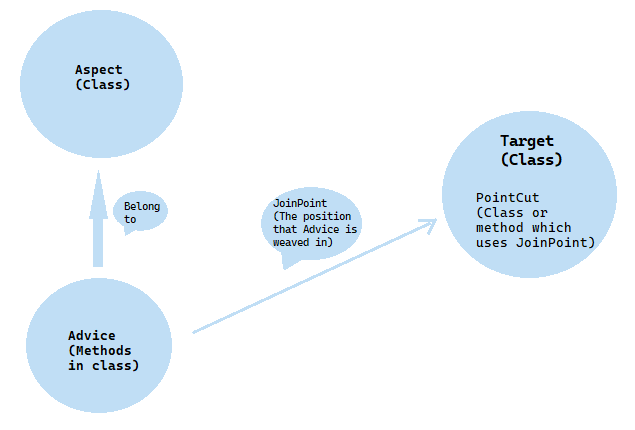 Aspect
(Class)
Target
(Class)
PointCut
(Class or
method which
uses JoinPoint)
Belong
to
JoinPoint
(The position
that Advice is
weaved in)
Advice
(Methods
in class)